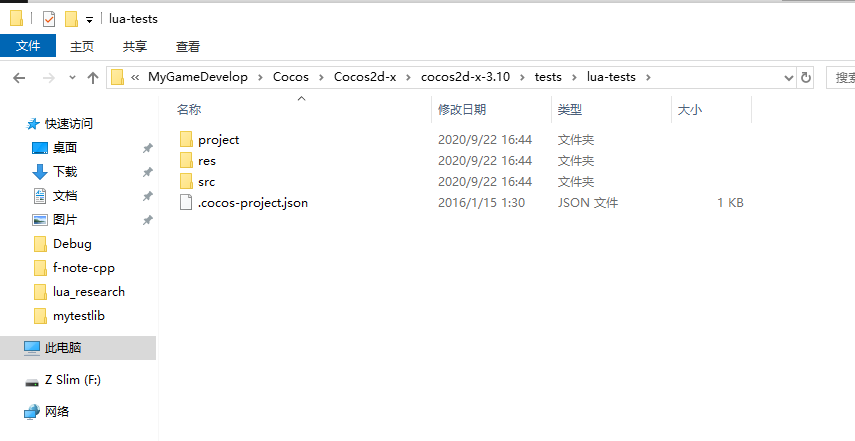 lua-tests
文件 主页 共享 查看
« MyGameDevelop > Cocos > Cocos2d-x > cocos2d-x-3.10 > tests > lua-tests > 搜索
名称 修改日期 类型 大小
快速访问
桌面
下载
文档
图片
Debug
f-note-cpp
lua_research
mytestlib
此电脑
Z Slim (F:)
网络
project 2020/9/22 16:44 文件夹
res 2020/9/22 16:44 文件夹
src 2020/9/22 16:44 文件夹
.cocos-project.json 2016/1/15 1:30 JSON 文件 1 KB